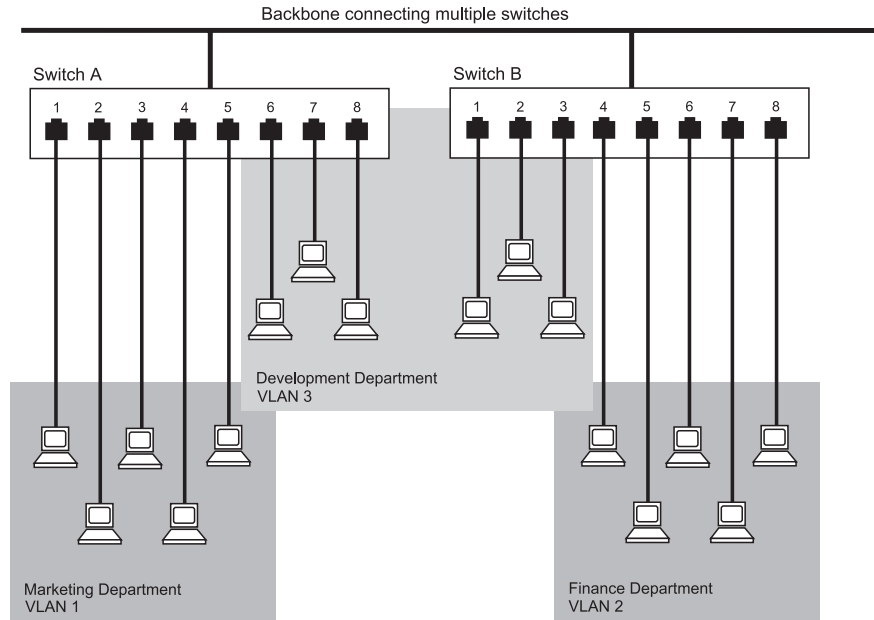 Backbone connecting multiple switches
Switch A
1 2 3 4 5 6 7 8
Switch B
1 2 3 4 5 6 7 8
Development Department
VLAN 3
Marketing Department
VLAN 1
Finance Department
VLAN 2